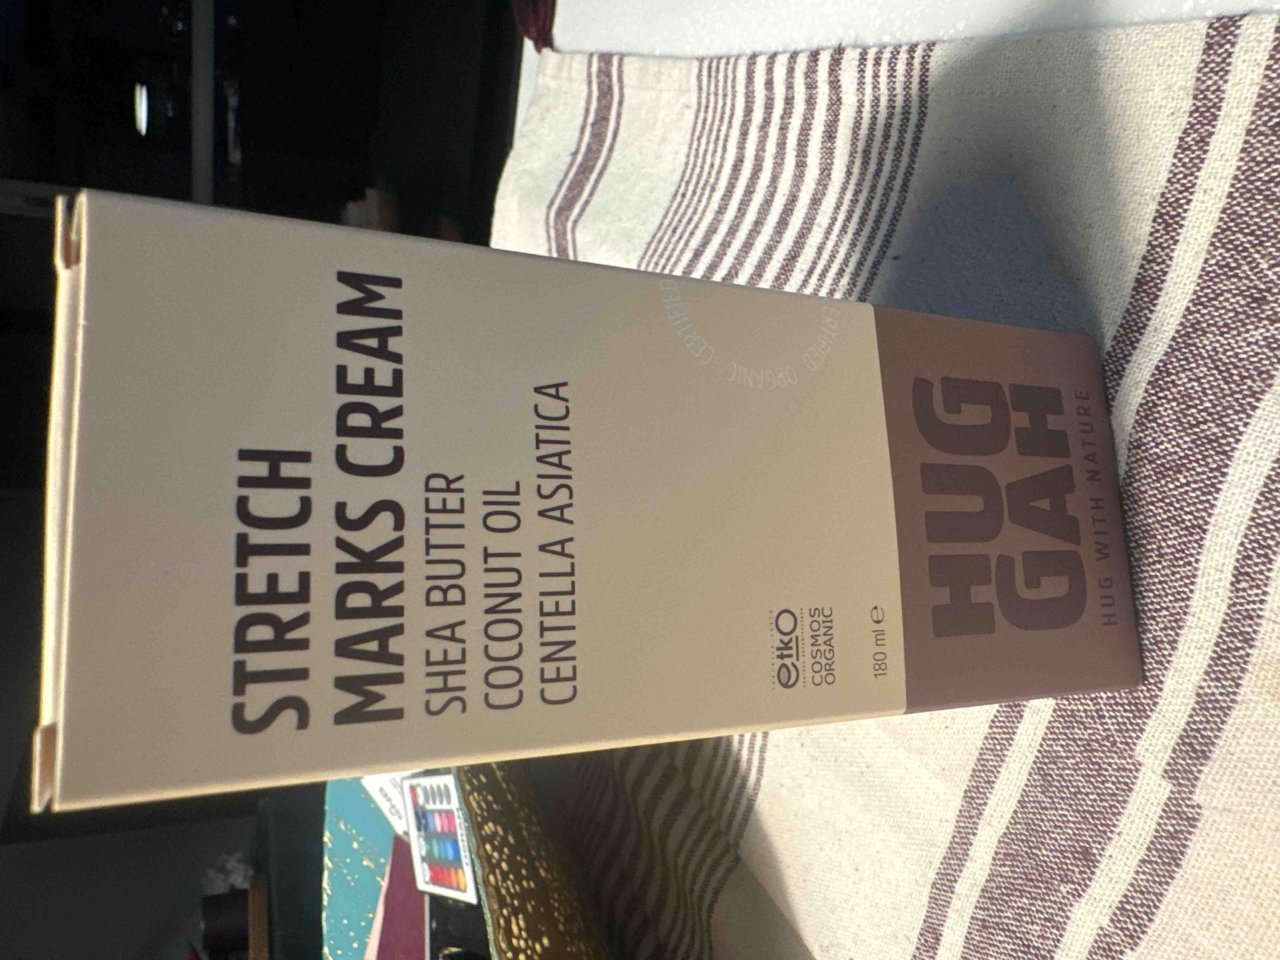 STRETCH
MARKS CREAM
SHEA BUTTER
COCONUT OIL
CENTELLA ASIATICA
CERTIFIED ORGANIC CERTIFIED
etkO
COSMOS
ORGANIC
180 ml e
HUG
GAH
HUG WITH NATURE